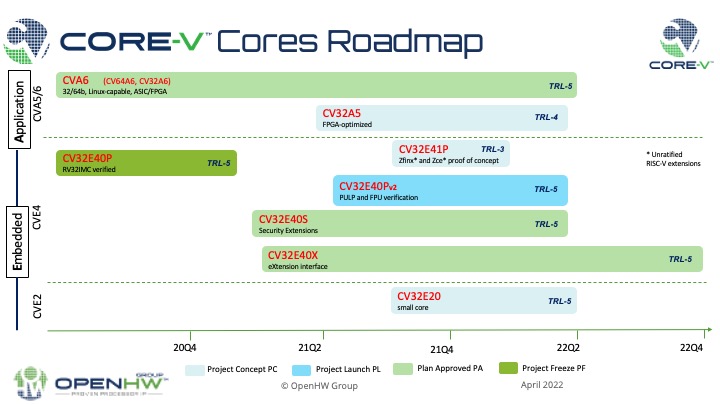 CORE-V™ Cores Roadmap
CORE-V™
Application
CVA5/6
CVA6 (CV64A6, CV32A6)
32/64b, Linux-capable, ASIC/FPGA
TRL-5
CV32A5
FPGA-optimized
TRL-4
Embedded
CVE4
CV32E40P
RV32IMC verified
TRL-5
CV32E41P
TRL-3
Zfinx* and Zce* proof of concept
* Unratified
RISC-V extensions
CV32E40Pv2
PULP and FPU verification
TRL-5
CV32E40S
Security Extensions
TRL-5
CV32E40X
eXtension interface
TRL-5
CVE2
CV32E20
small core
TRL-5
20Q4
21Q2
21Q4
22Q2
22Q4
Project Concept PC
Project Launch PL
Plan Approved PA
Project Freeze PF
OPENHW GROUP™
PROVEN PROCESSOR IP
© OpenHW Group
April 2022